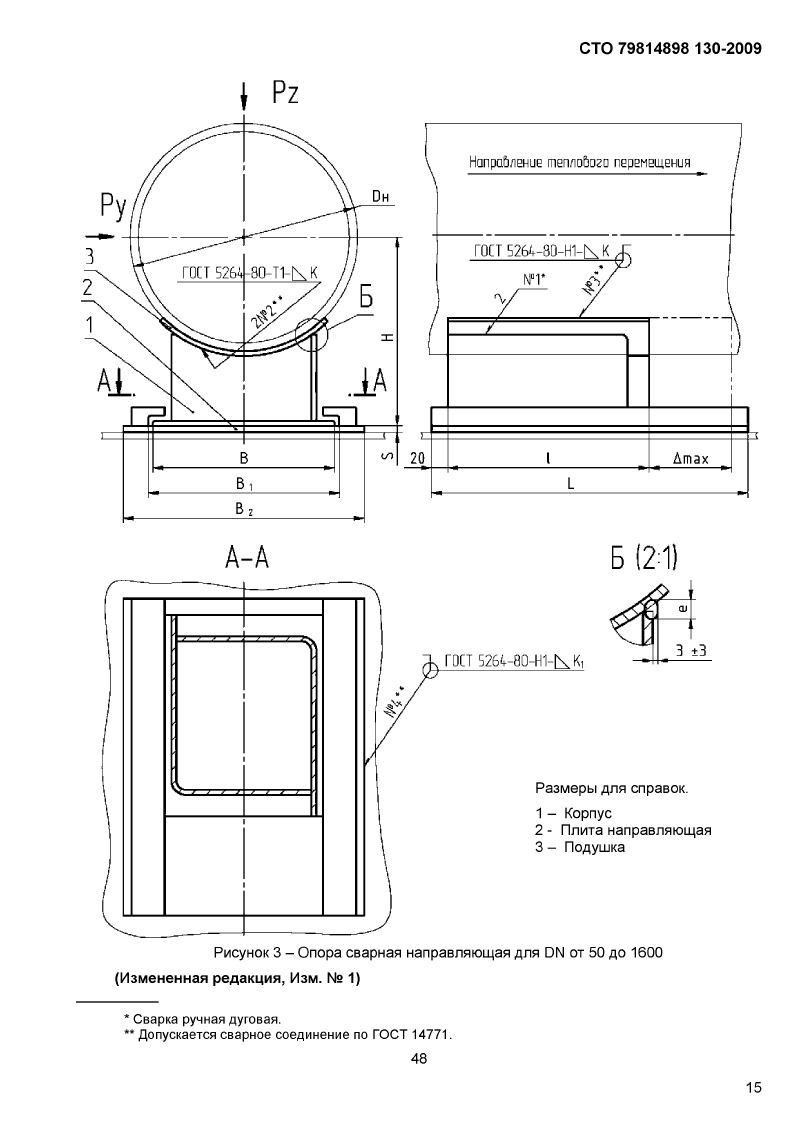 СТО 79814898 130-2009
Pz
Dн
Направление теплового перемещения
Pу
3
ГОСТ 5264-80-Т1-◺ К
ГОСТ 5264-80-Н1-◺ К
2
2№2**
Б
№1*
№3**
2
1
H
А
А
S
B
20
l
Δmax
B1
L
B2
А-А
Б (2:1)
e
3 ±3
ГОСТ 5264-80-Н1-◺ К1
№4**
Размеры для справок.
1 – Корпус
2 - Плита направляющая
3 – Подушка
Рисунок 3 – Опора сварная направляющая для DN от 50 до 1600
(Измененная редакция, Изм. № 1)
* Сварка ручная дуговая.
** Допускается сварное соединение по ГОСТ 14771.
48
15